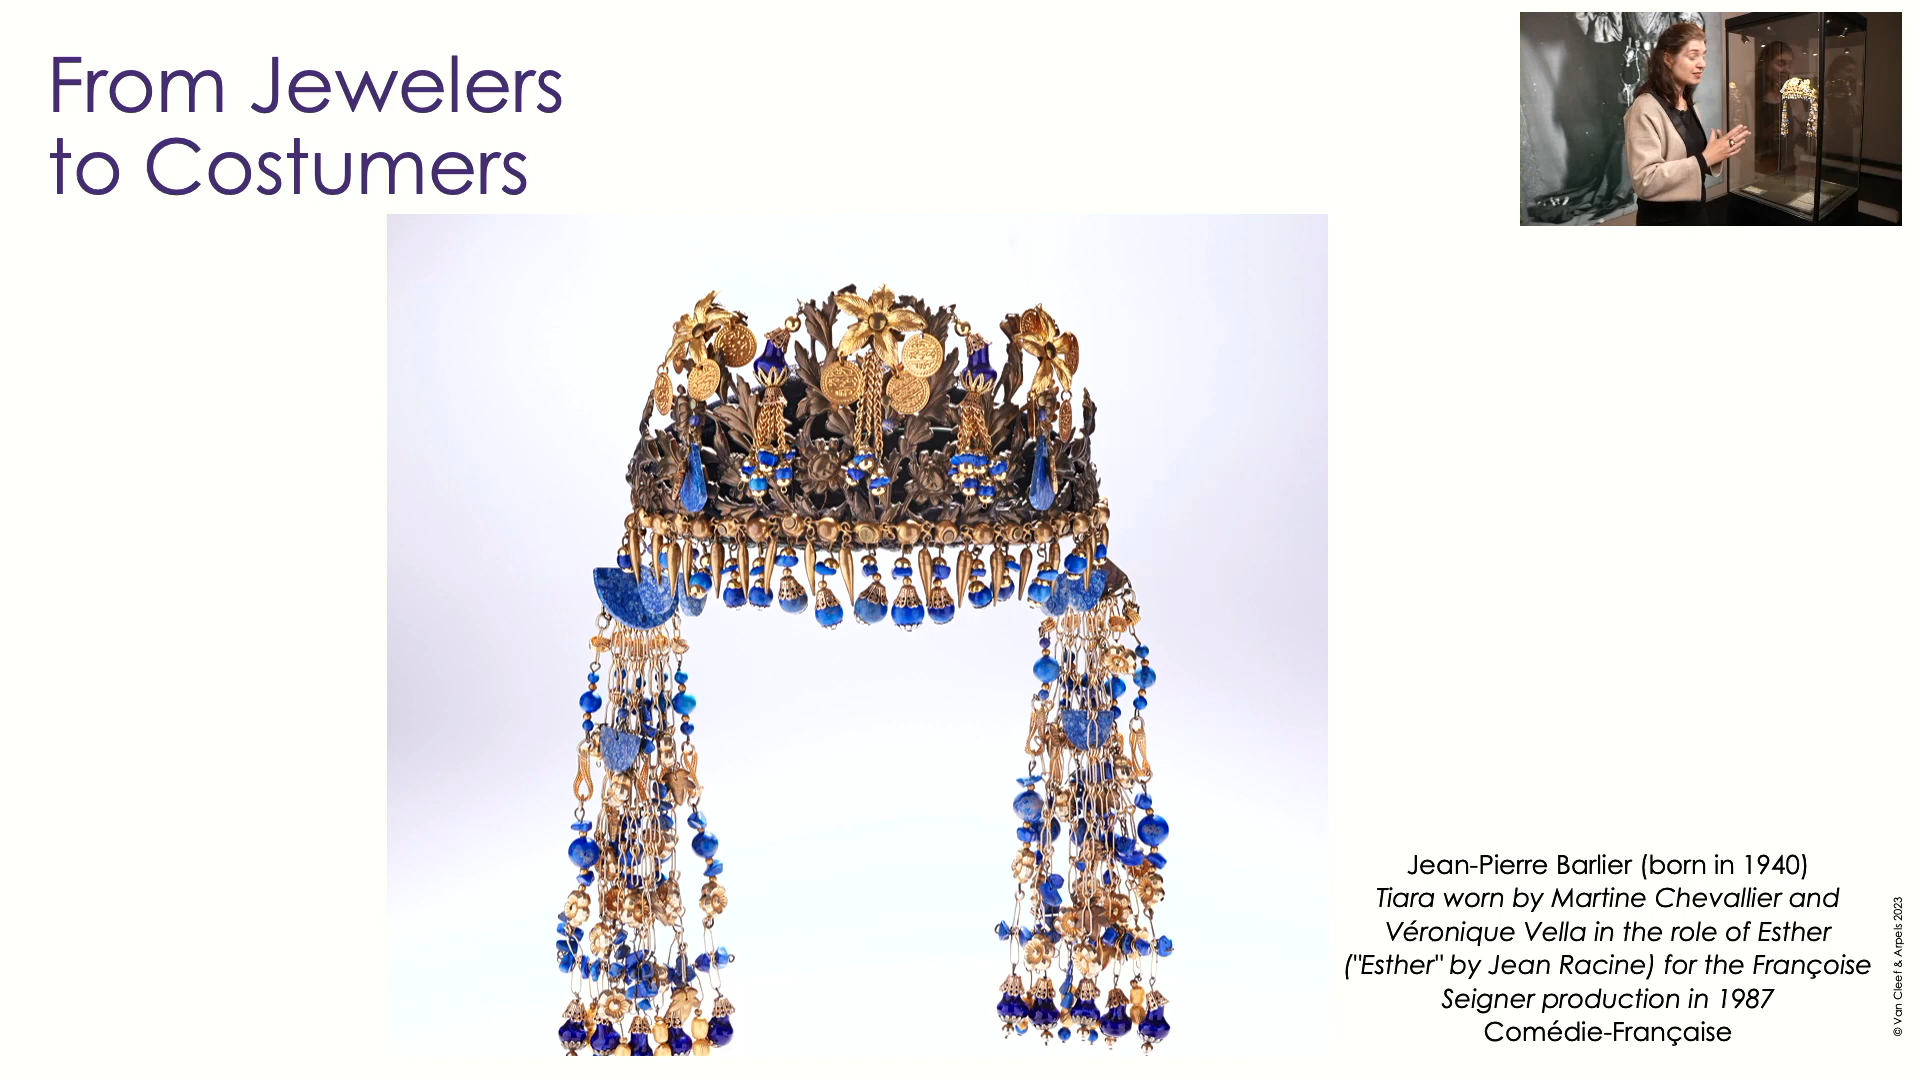 From Jewelers
to Costumers
Jean-Pierre Barlier (born in 1940)
Tiara worn by Martine Chevallier and
Véronique Vella in the role of Esther
("Esther" by Jean Racine) for the Françoise
Seigner production in 1987
Comédie-Française
© Van Cleef & Arpels 2023